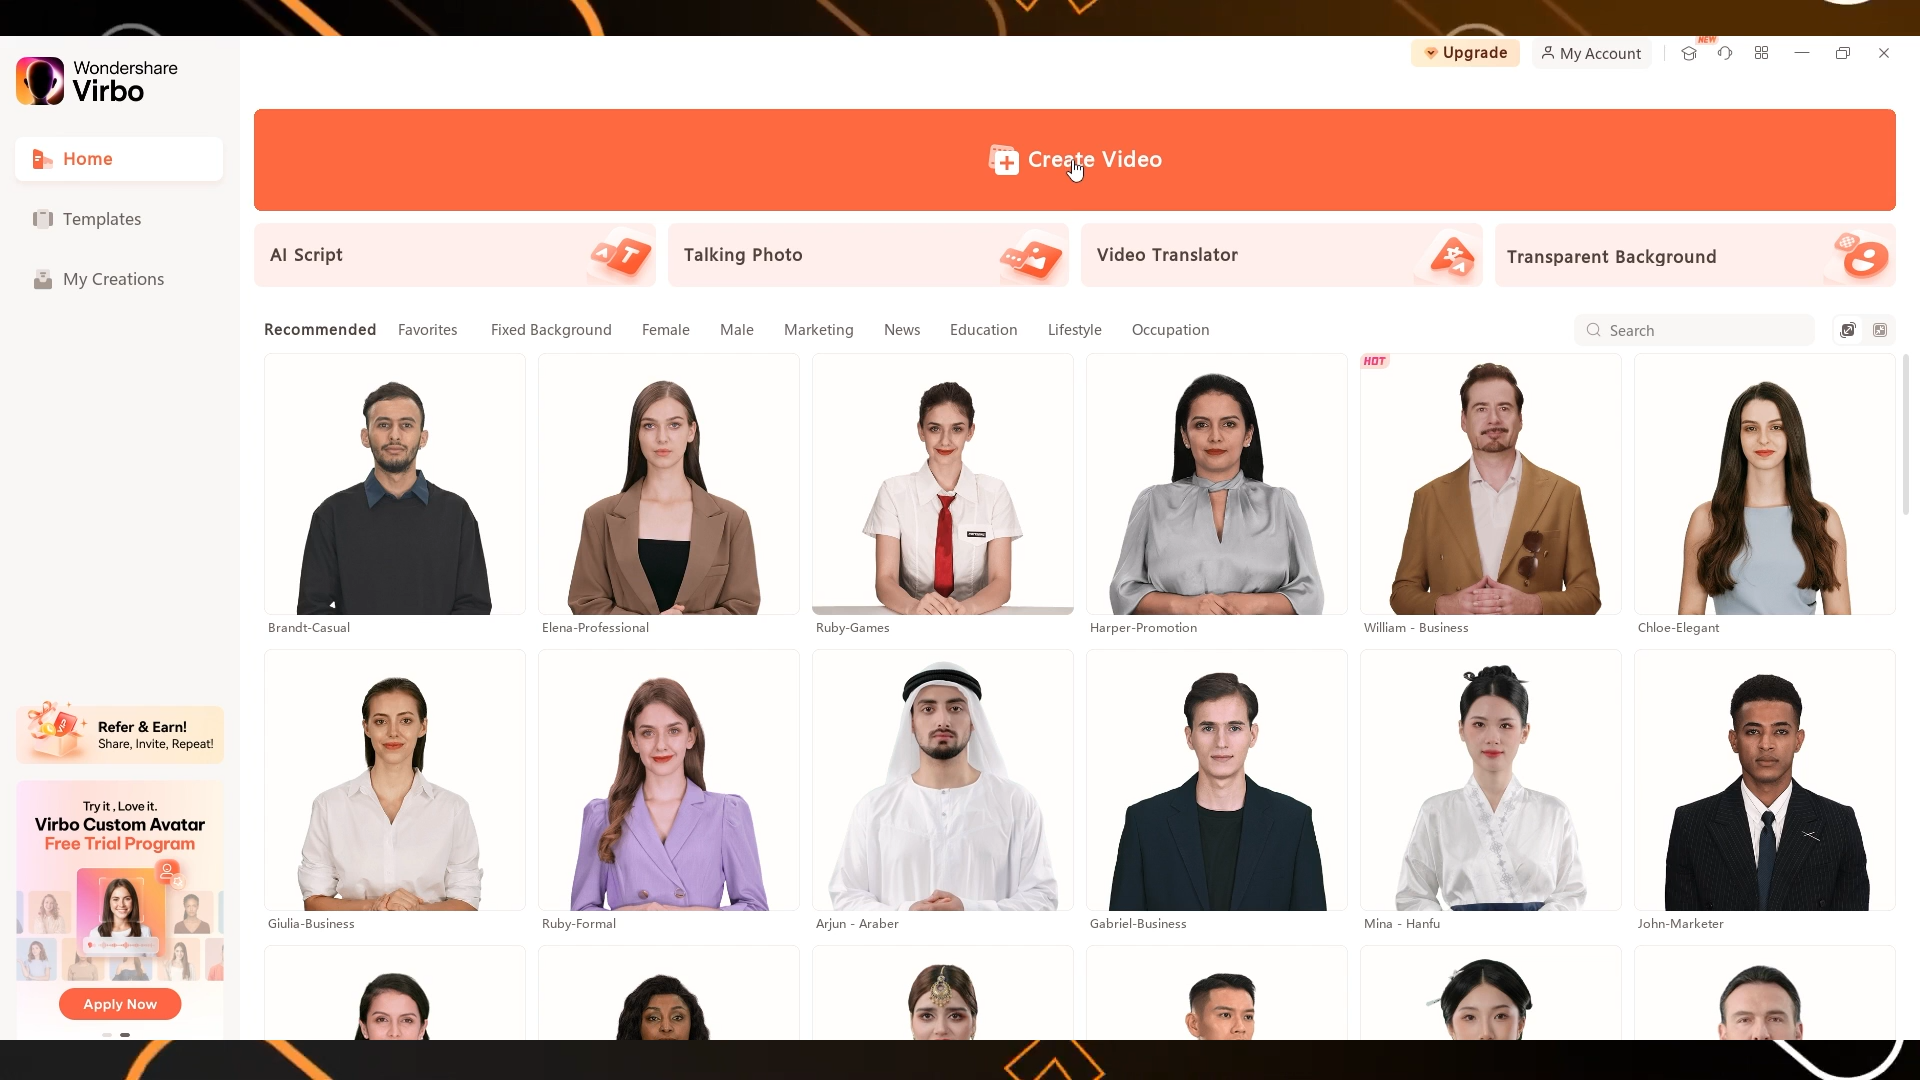 Wondershare
Virbo
Upgrade
My Account
NEW
Home
Templates
My Creations
Create Video
AI Script
Talking Photo
Video Translator
Transparent Background
Recommended
Favorites
Fixed Background
Female
Male
Marketing
News
Education
Lifestyle
Occupation
Search
HOT
Brandt-Casual
Elena-Professional
Ruby-Games
Harper-Promotion
William - Business
Chloe-Elegant
Giulia-Business
Ruby-Formal
Arjun - Araber
Gabriel-Business
Mina - Hanfu
John-Marketer
Refer & Earn!
Share, Invite, Repeat!
Try it , Love it.
Virbo Custom Avatar
Free Trial Program
Apply Now